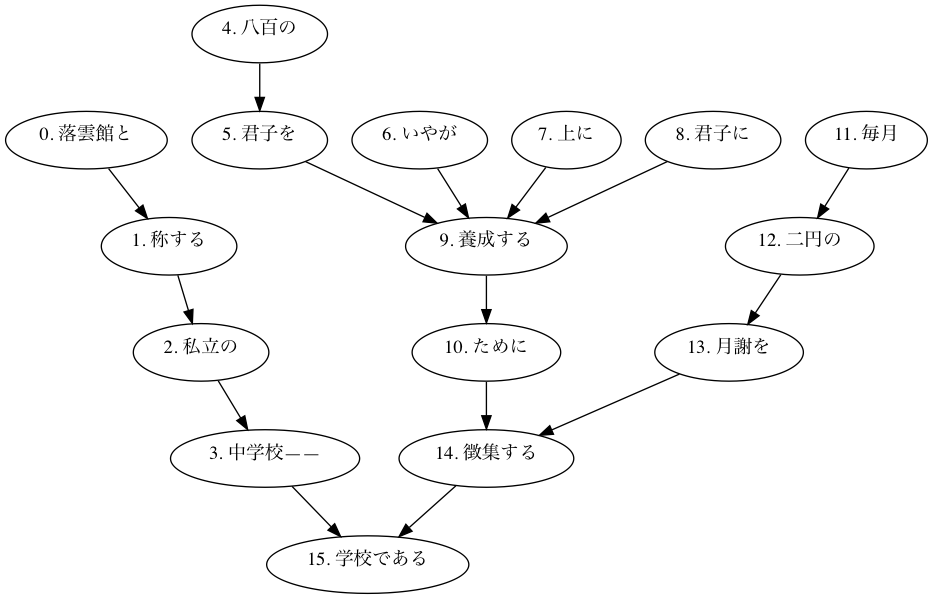 4. 八百の
0. 落雲館と
5. 君子を
6. いやが
7. 上に
8. 君子に
11. 毎月
1. 称する
9. 養成する
12. 二円の
2. 私立の
10. ために
13. 月謝を
3. 中学校——
14. 徴集する
15. 学校である